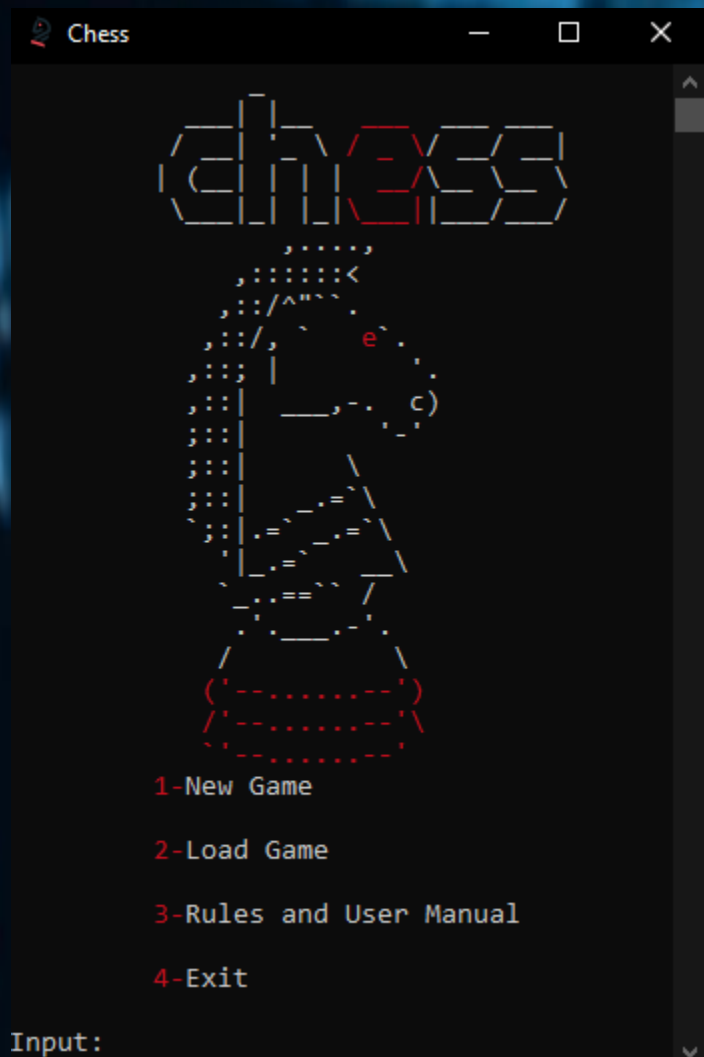 Chess
chess
1-New Game
2-Load Game
3-Rules and User Manual
4-Exit
Input: